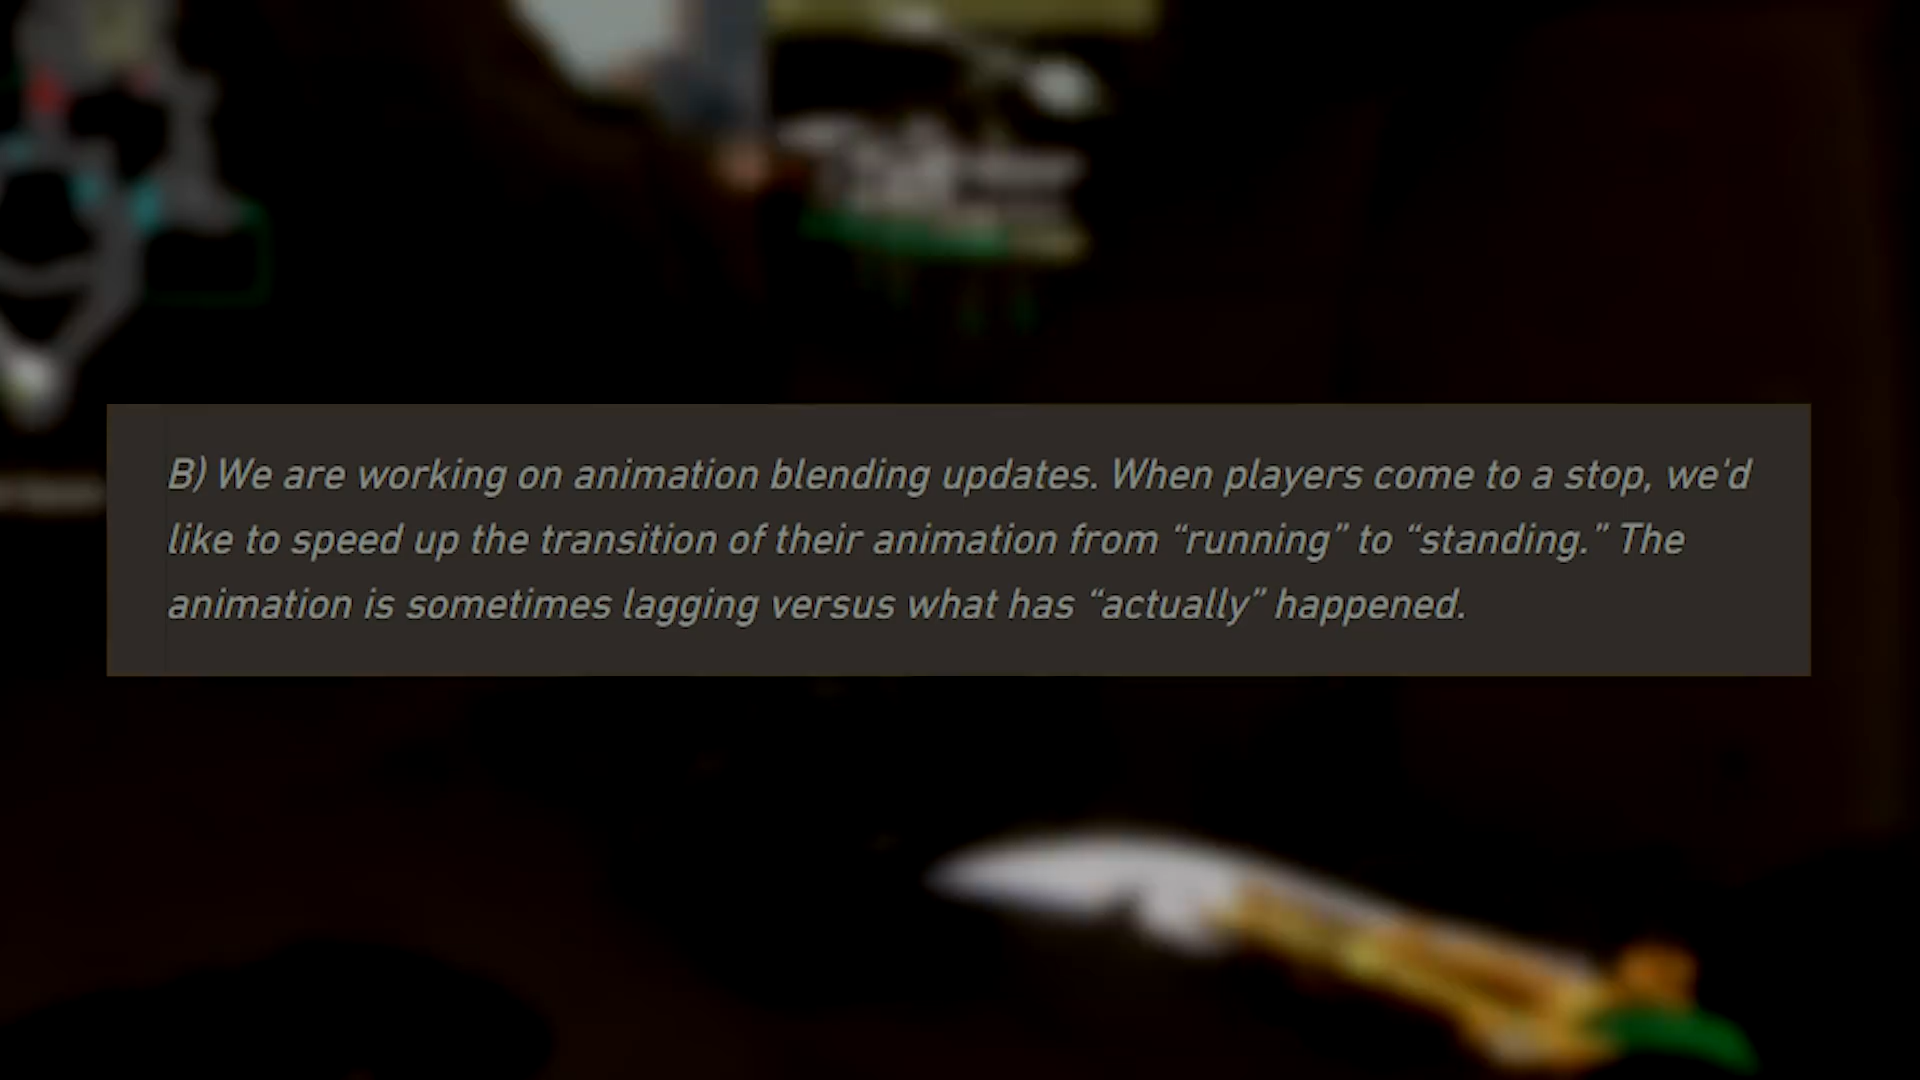 B) We are working on animation blending updates. When players come to a stop, we'd
like to speed up the transition of their animation from “running” to “standing.” The
animation is sometimes lagging versus what has “actually” happened.